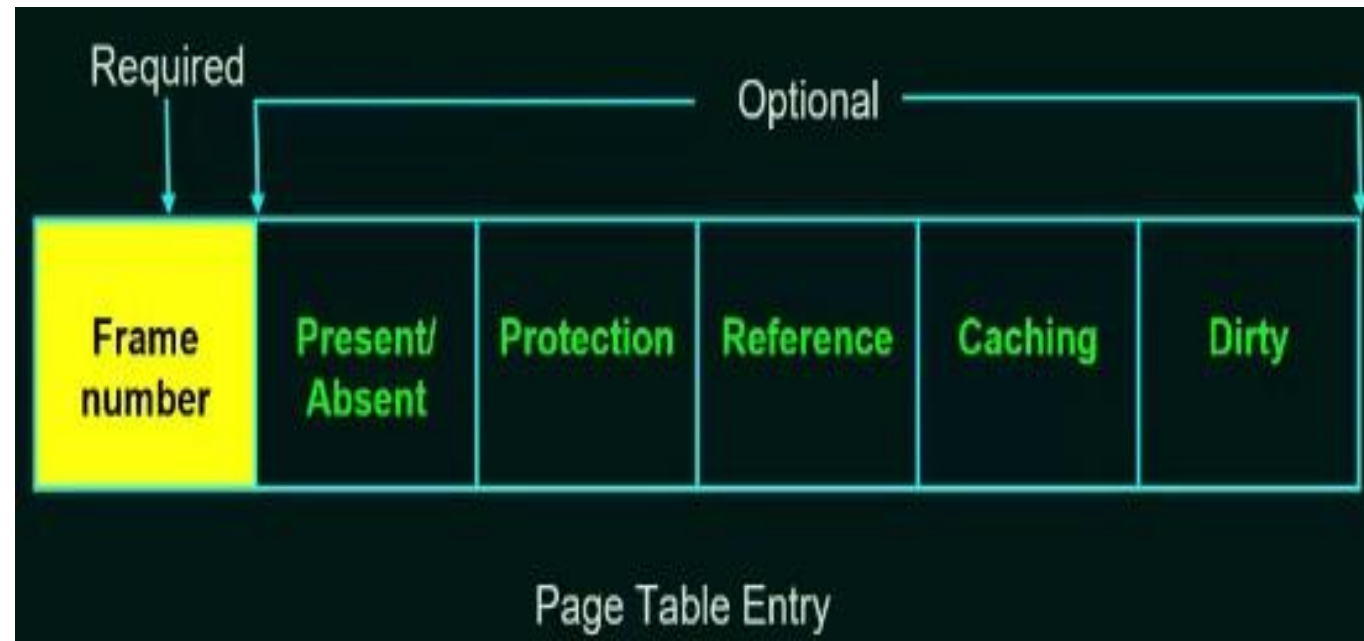 Required
Optional
Frame
number
Present/
Absent
Protection
Reference
Caching
Dirty
Page Table Entry